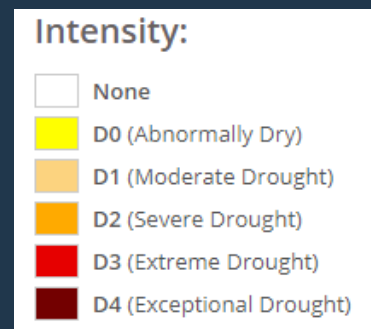 Intensity:
None
D0 (Abnormally Dry)
D1 (Moderate Drought)
D2 (Severe Drought)
D3 (Extreme Drought)
D4 (Exceptional Drought)